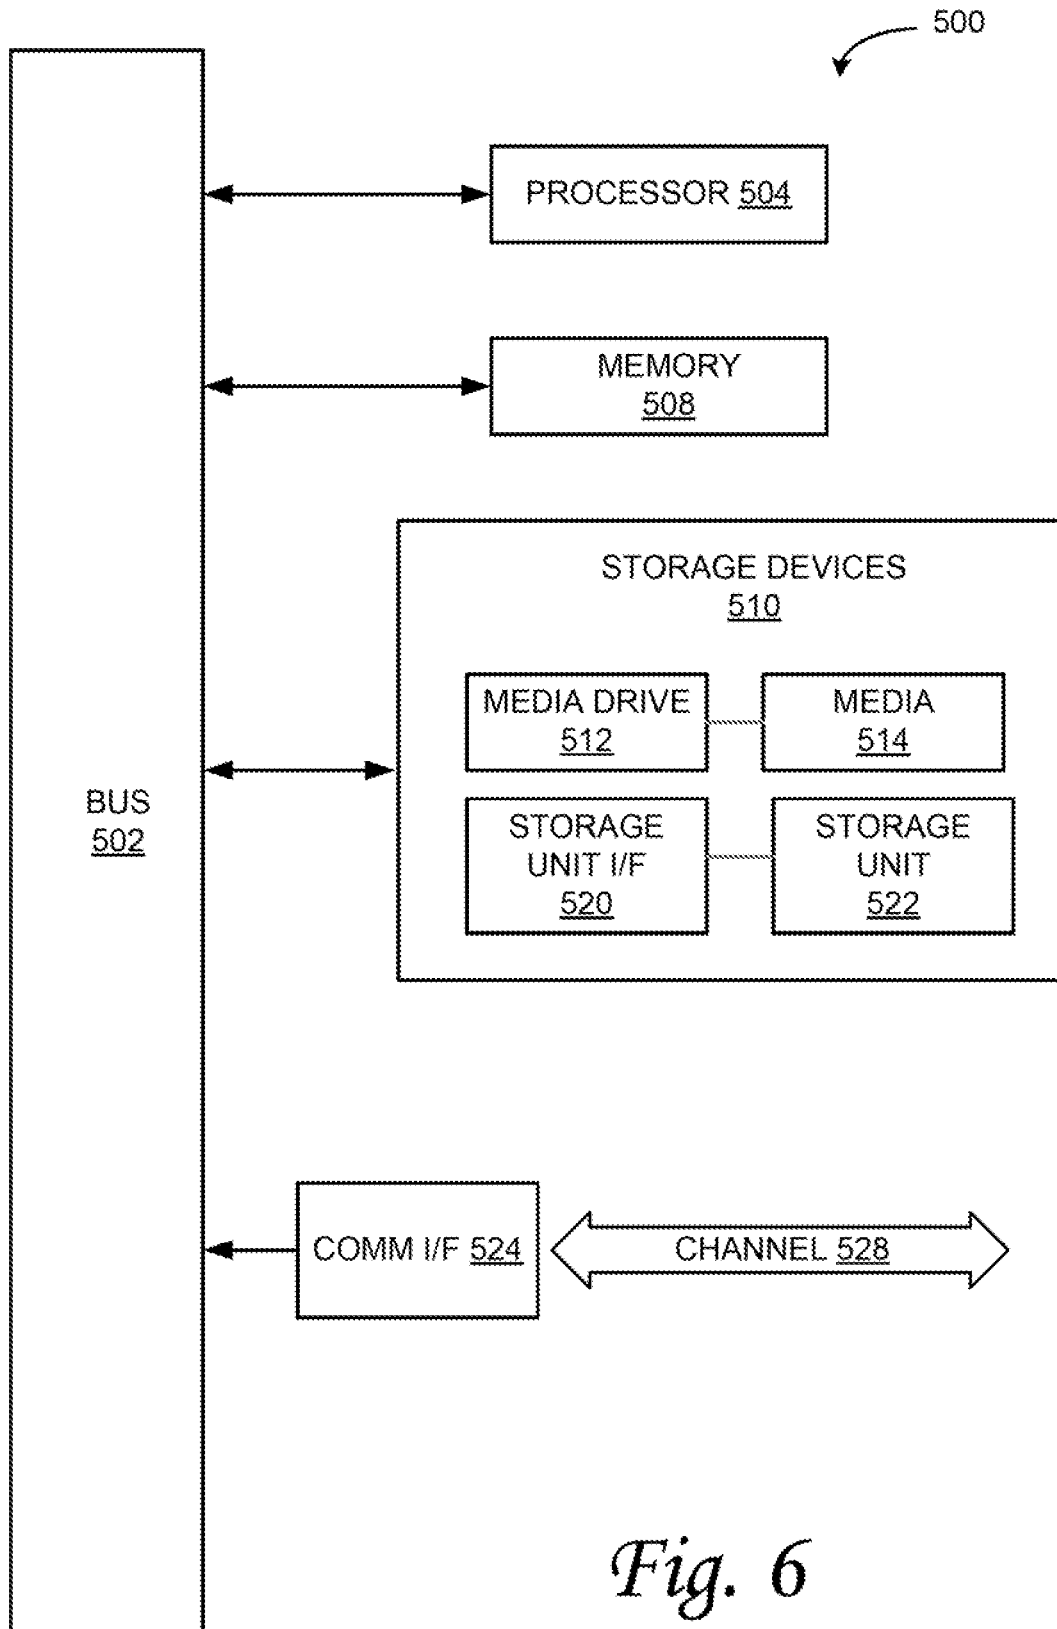 500
PROCESSOR 504
MEMORY
508
STORAGE DEVICES
510
MEDIA DRIVE
512
MEDIA
514
BUS
502
STORAGE
UNIT I/F
520
STORAGE
UNIT
522
COMM I/F 524
CHANNEL 528
Fig. 6